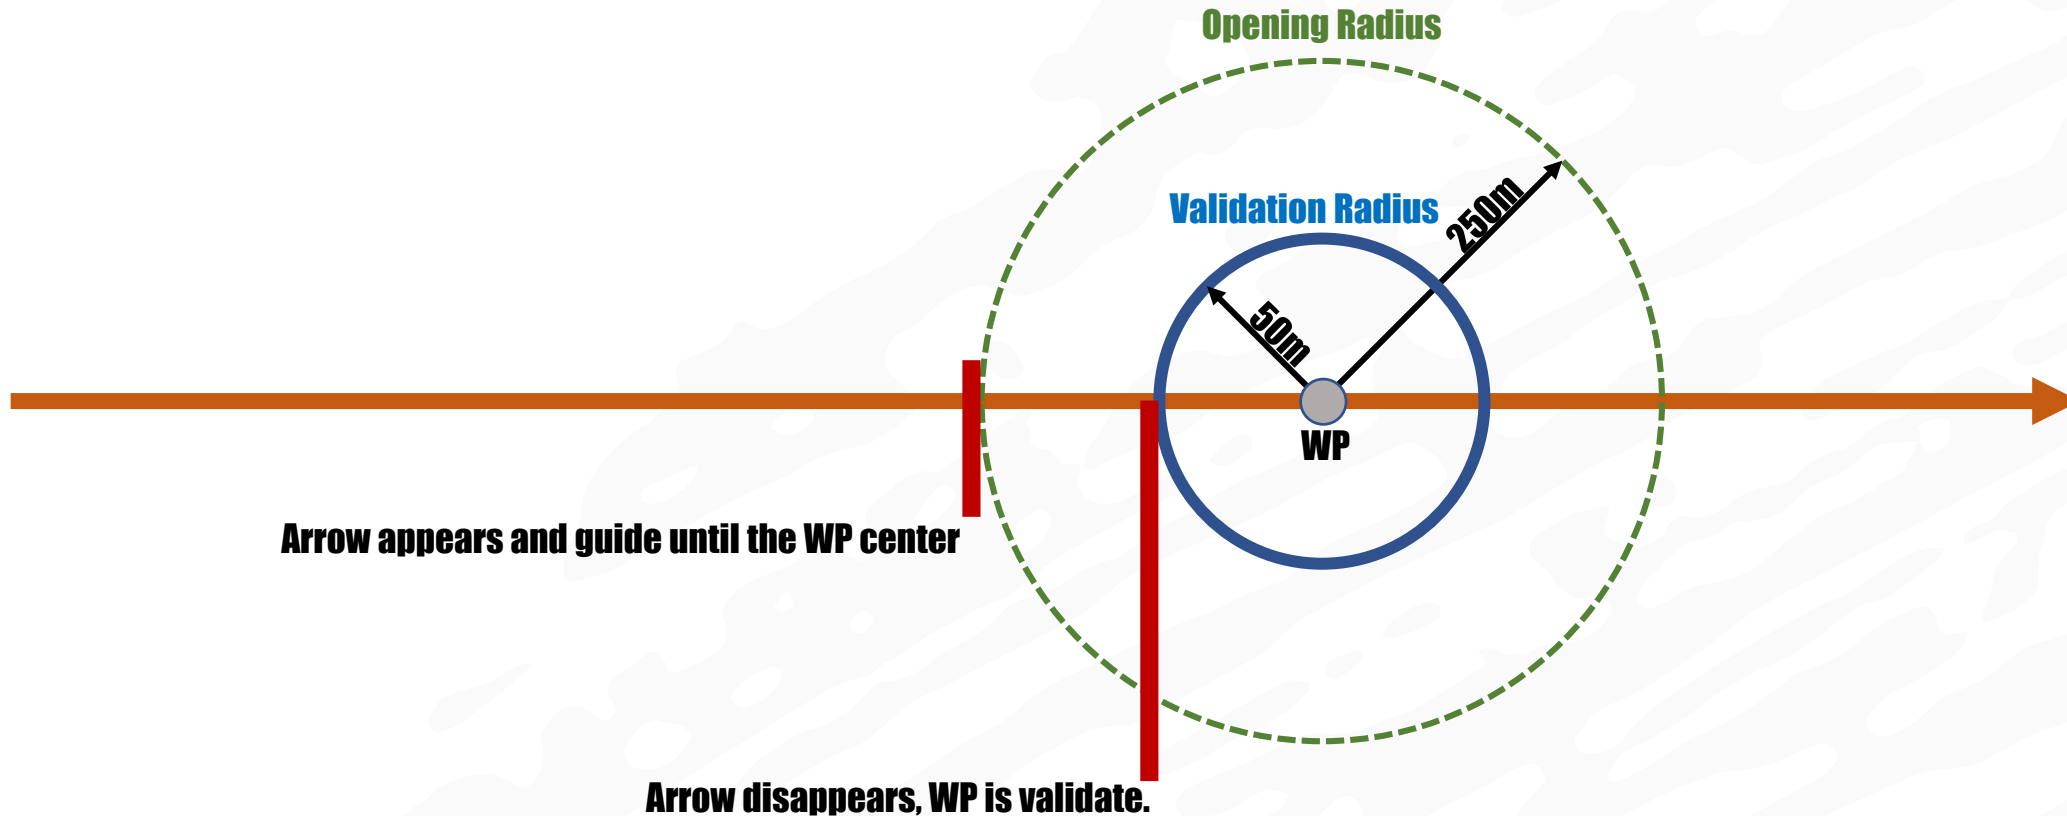 Opening Radius
Validation Radius
250m
50m
WP
Arrow appears and guide until the WP center
Arrow disappears, WP is validate.